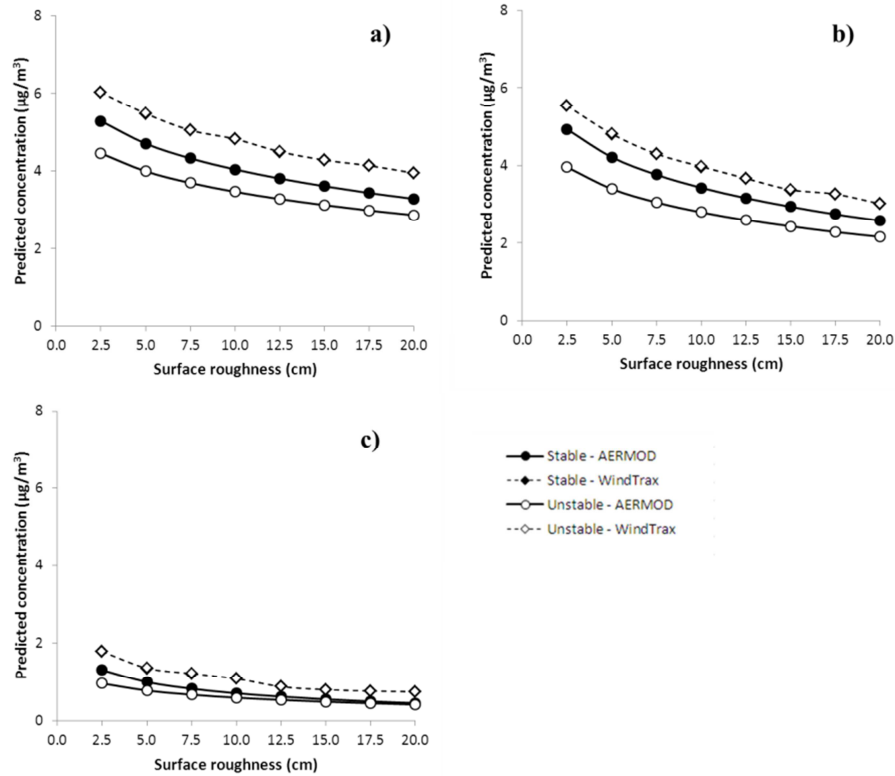 a)
Predicted concentration (µg/m³)
8
6
4
2
0
0.0 2.5 5.0 7.5 10.0 12.5 15.0 17.5 20.0
Surface roughness (cm)
b)
Predicted concentration (µg/m³)
8
6
4
2
0
0.0 2.5 5.0 7.5 10.0 12.5 15.0 17.5 20.0
Surface roughness (cm)
c)
Predicted concentration (µg/m³)
8
6
4
2
0
0.0 2.5 5.0 7.5 10.0 12.5 15.0 17.5 20.0
Surface roughness (cm)
Stable - AERMOD
Stable - WindTrax
Unstable - AERMOD
Unstable - WindTrax